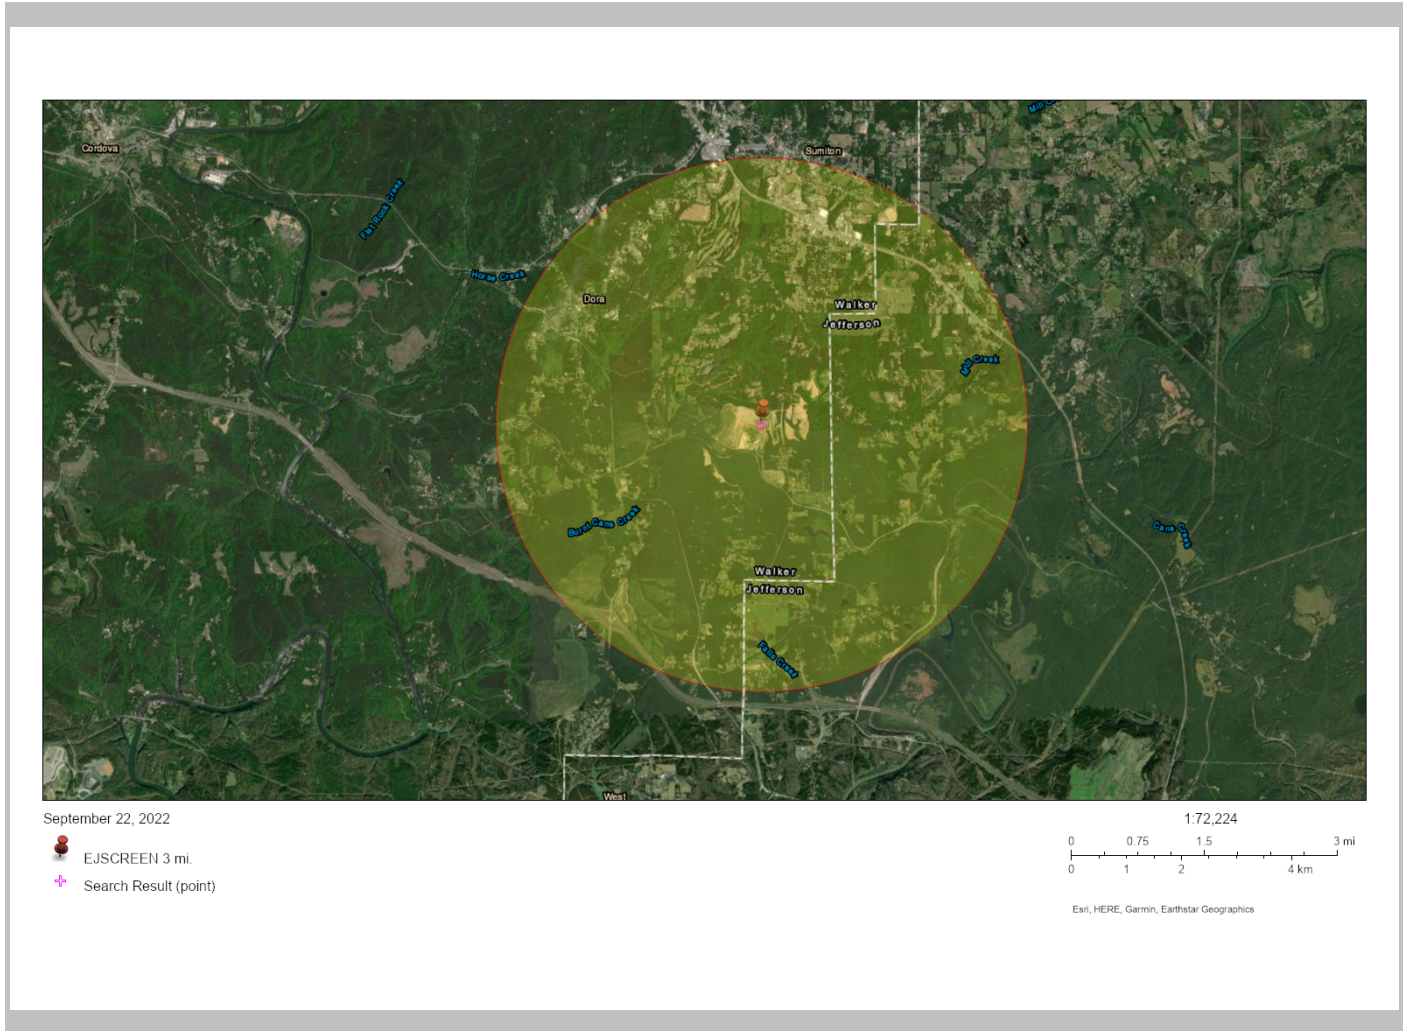 Mill C
Cordova
Sumiton
Flat Rock Creek
Horse Creek
Dora
Walker
Jefferson
Mill Creek
Burnt Cane Creek
Cane Creek
Walker
Jefferson
Falls Creek
West
September 22, 2022
1:72,224
EJSCREEN 3 mi.
Search Result (point)
0 0.75 1.5 3 mi
0 1 2 4 km
Esri, HERE, Garmin, Earthstar Geographics